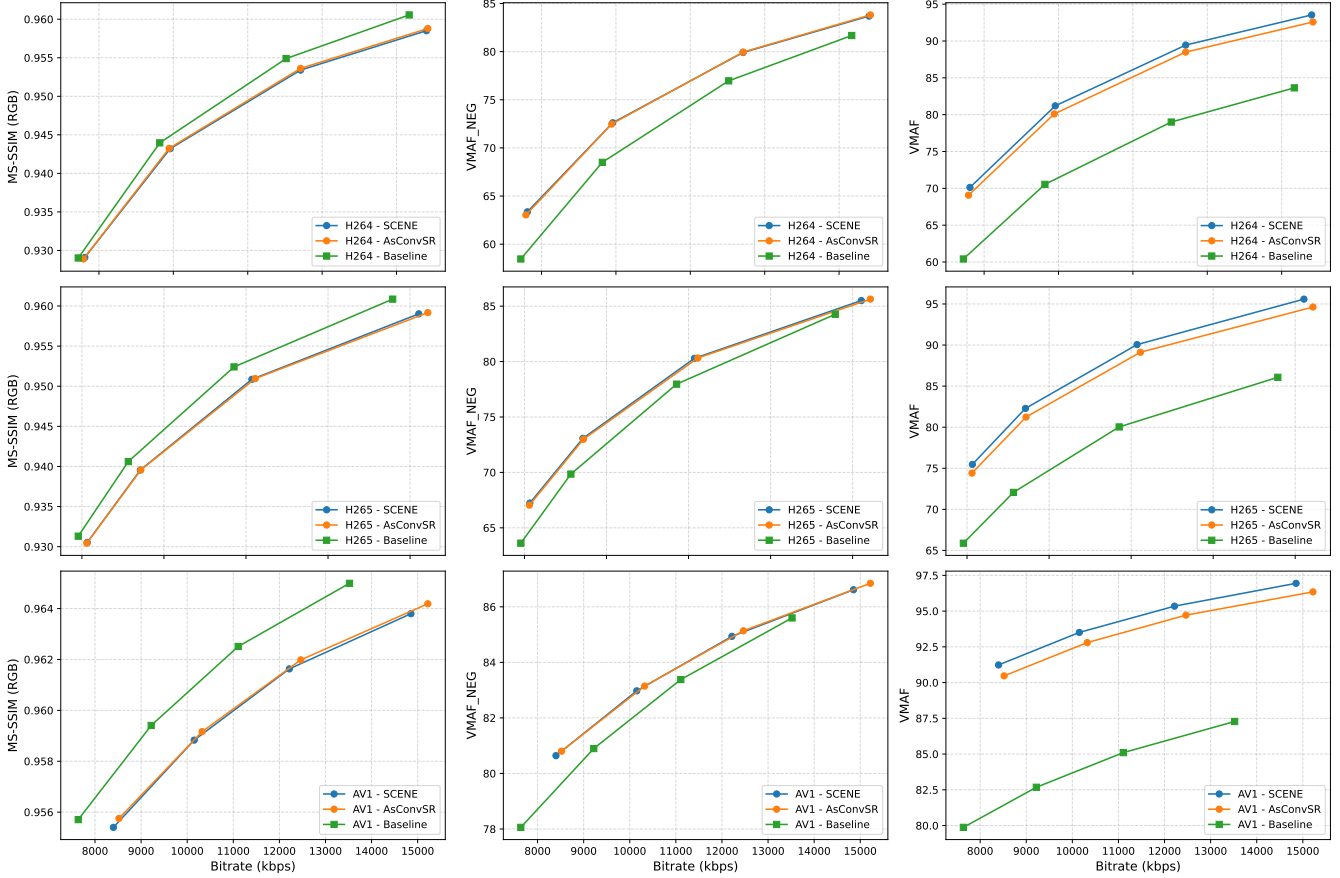 0.960
0.955
0.950
0.945
0.940
0.935
0.930
MS-SSIM (RGB)
H264 - SCENE
H264 - AsConvSR
H264 - Baseline
85
80
75
70
65
60
VMAF_NEG
H264 - SCENE
H264 - AsConvSR
H264 - Baseline
95
90
85
80
75
70
65
60
VMAF
H264 - SCENE
H264 - AsConvSR
H264 - Baseline
0.960
0.955
0.950
0.945
0.940
0.935
0.930
MS-SSIM (RGB)
H265 - SCENE
H265 - AsConvSR
H265 - Baseline
85
80
75
70
65
VMAF_NEG
H265 - SCENE
H265 - AsConvSR
H265 - Baseline
95
90
85
80
75
70
65
VMAF
H265 - SCENE
H265 - AsConvSR
H265 - Baseline
0.964
0.962
0.960
0.958
0.956
MS-SSIM (RGB)
AV1 - SCENE
AV1 - AsConvSR
AV1 - Baseline
8000 9000 10000 11000 12000 13000 14000 15000
Bitrate (kbps)
86
84
82
80
78
VMAF_NEG
AV1 - SCENE
AV1 - AsConvSR
AV1 - Baseline
8000 9000 10000 11000 12000 13000 14000 15000
Bitrate (kbps)
97.5
95.0
92.5
90.0
87.5
85.0
82.5
80.0
VMAF
AV1 - SCENE
AV1 - AsConvSR
AV1 - Baseline
8000 9000 10000 11000 12000 13000 14000 15000
Bitrate (kbps)